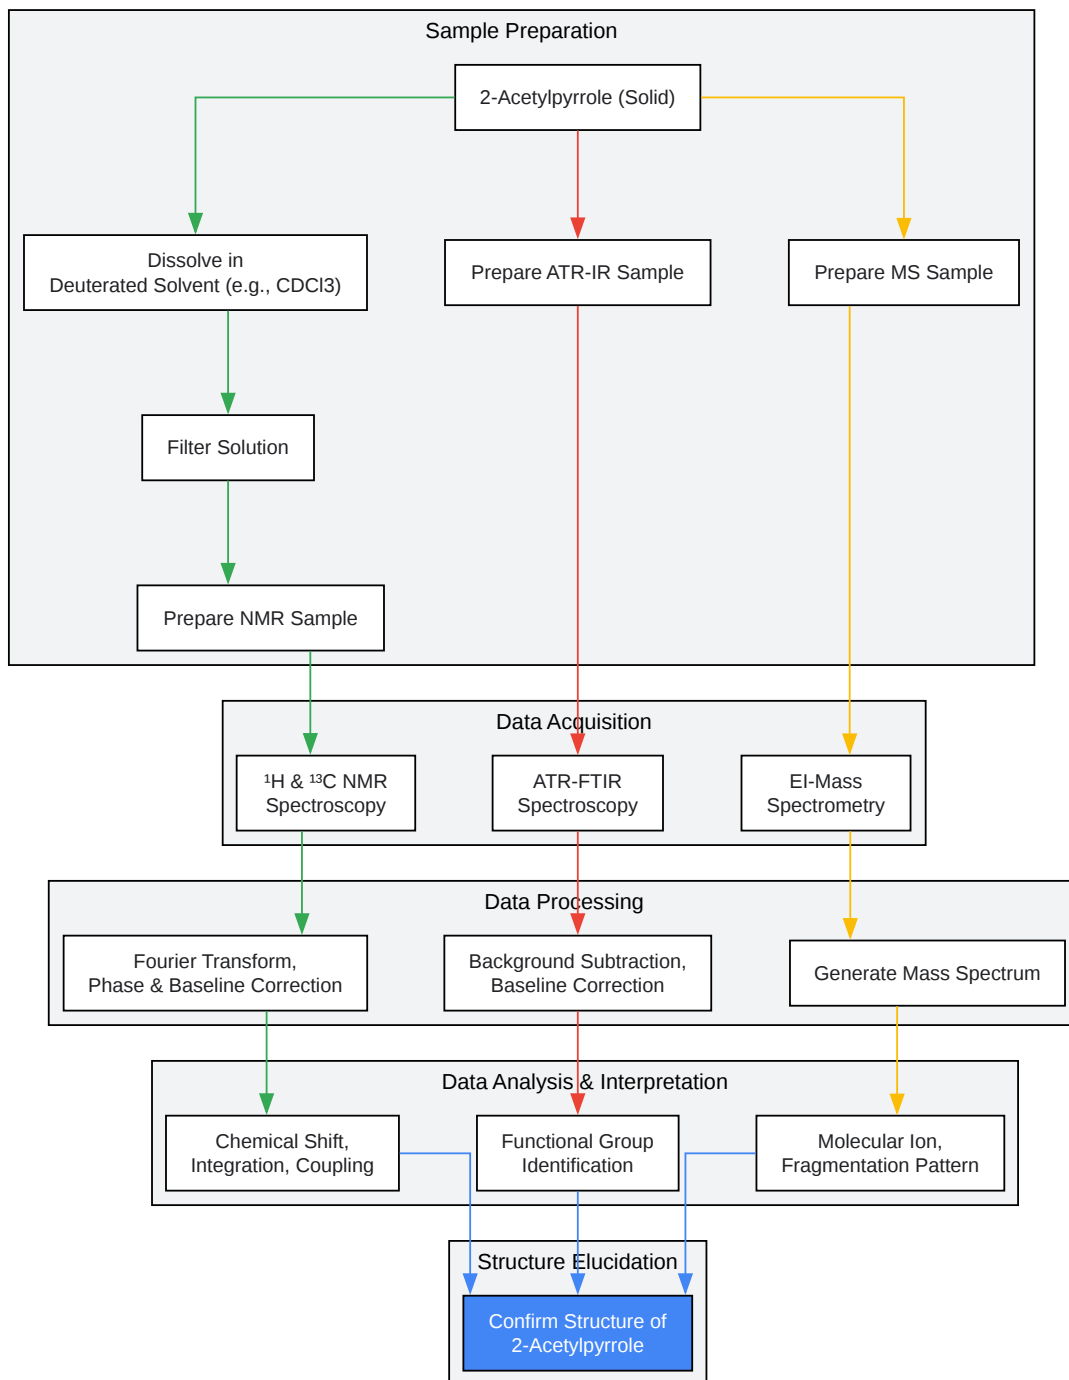 Sample Preparation
2-Acetylpyrrole (Solid)
Dissolve in
Deuterated Solvent (e.g., CDCl3)
Prepare ATR-IR Sample
Prepare MS Sample
Filter Solution
Prepare NMR Sample
Data Acquisition
¹H & ¹³C NMR
Spectroscopy
ATR-FTIR
Spectroscopy
EI-Mass
Spectrometry
Data Processing
Fourier Transform,
Phase & Baseline Correction
Background Subtraction,
Baseline Correction
Generate Mass Spectrum
Data Analysis & Interpretation
Chemical Shift,
Integration, Coupling
Functional Group
Identification
Molecular Ion,
Fragmentation Pattern
Structure Elucidation
Confirm Structure of
2-Acetylpyrrole